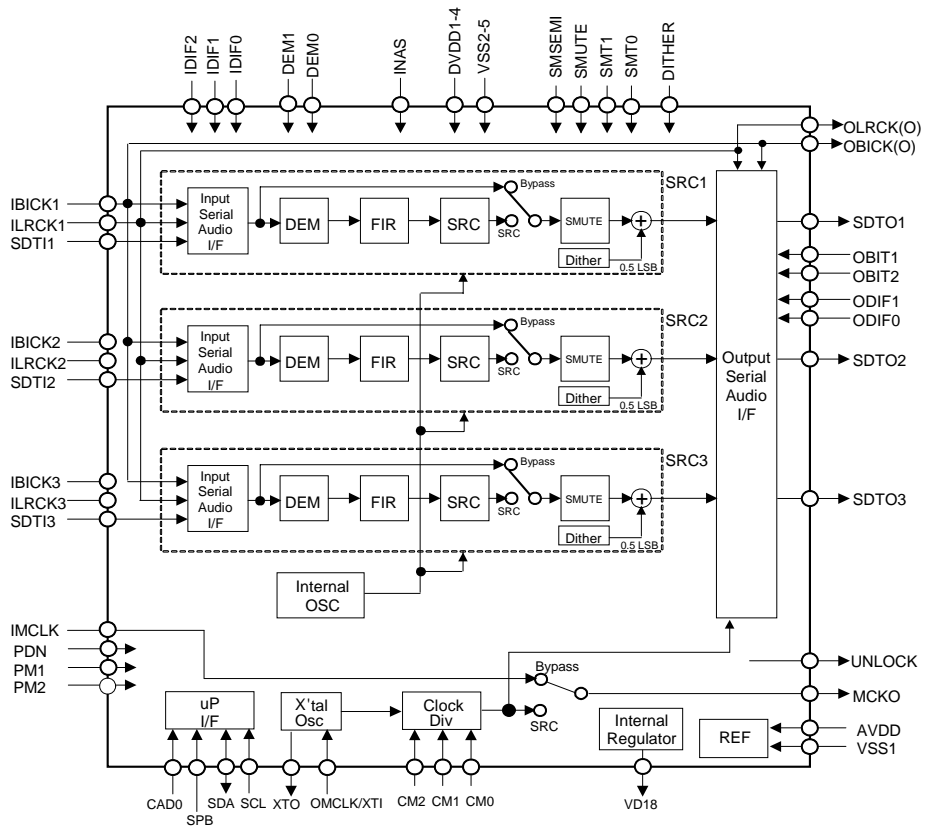 IDIF2
IDIF1
IDIF0
DEM1
DEM0
INAS
DVDD1-4
VSS2-5
SMSEMI
SMUTE
SMT1
SMT0
DITHER
OLRCK(O)
OBICK(O)
IBICK1
ILRCK1
SDTI1
SRC1
Input
Serial
Audio
I/F
DEM
FIR
SRC
Bypass
SRC
SMUTE
Dither
0.5 LSB
SDTO1
OBIT1
OBIT2
ODIF1
ODIF0
IBICK2
ILRCK2
SDTI2
SRC2
Input
Serial
Audio
I/F
DEM
FIR
SRC
Bypass
SRC
SMUTE
Dither
0.5 LSB
Output
Serial
Audio
I/F
SDTO2
IBICK3
ILRCK3
SDTI3
SRC3
Input
Serial
Audio
I/F
DEM
FIR
SRC
Bypass
SRC
SMUTE
Dither
0.5 LSB
SDTO3
Internal
OSC
IMCLK
PDN
PM1
PM2
Bypass
SRC
UNLOCK
MCKO
uP
I/F
X'tal
Osc
Clock
Div
Internal
Regulator
REF
AVDD
VSS1
CAD0
SPB
SDA
SCL
XTO
OMCLK/XTI
CM2
CM1
CM0
VD18